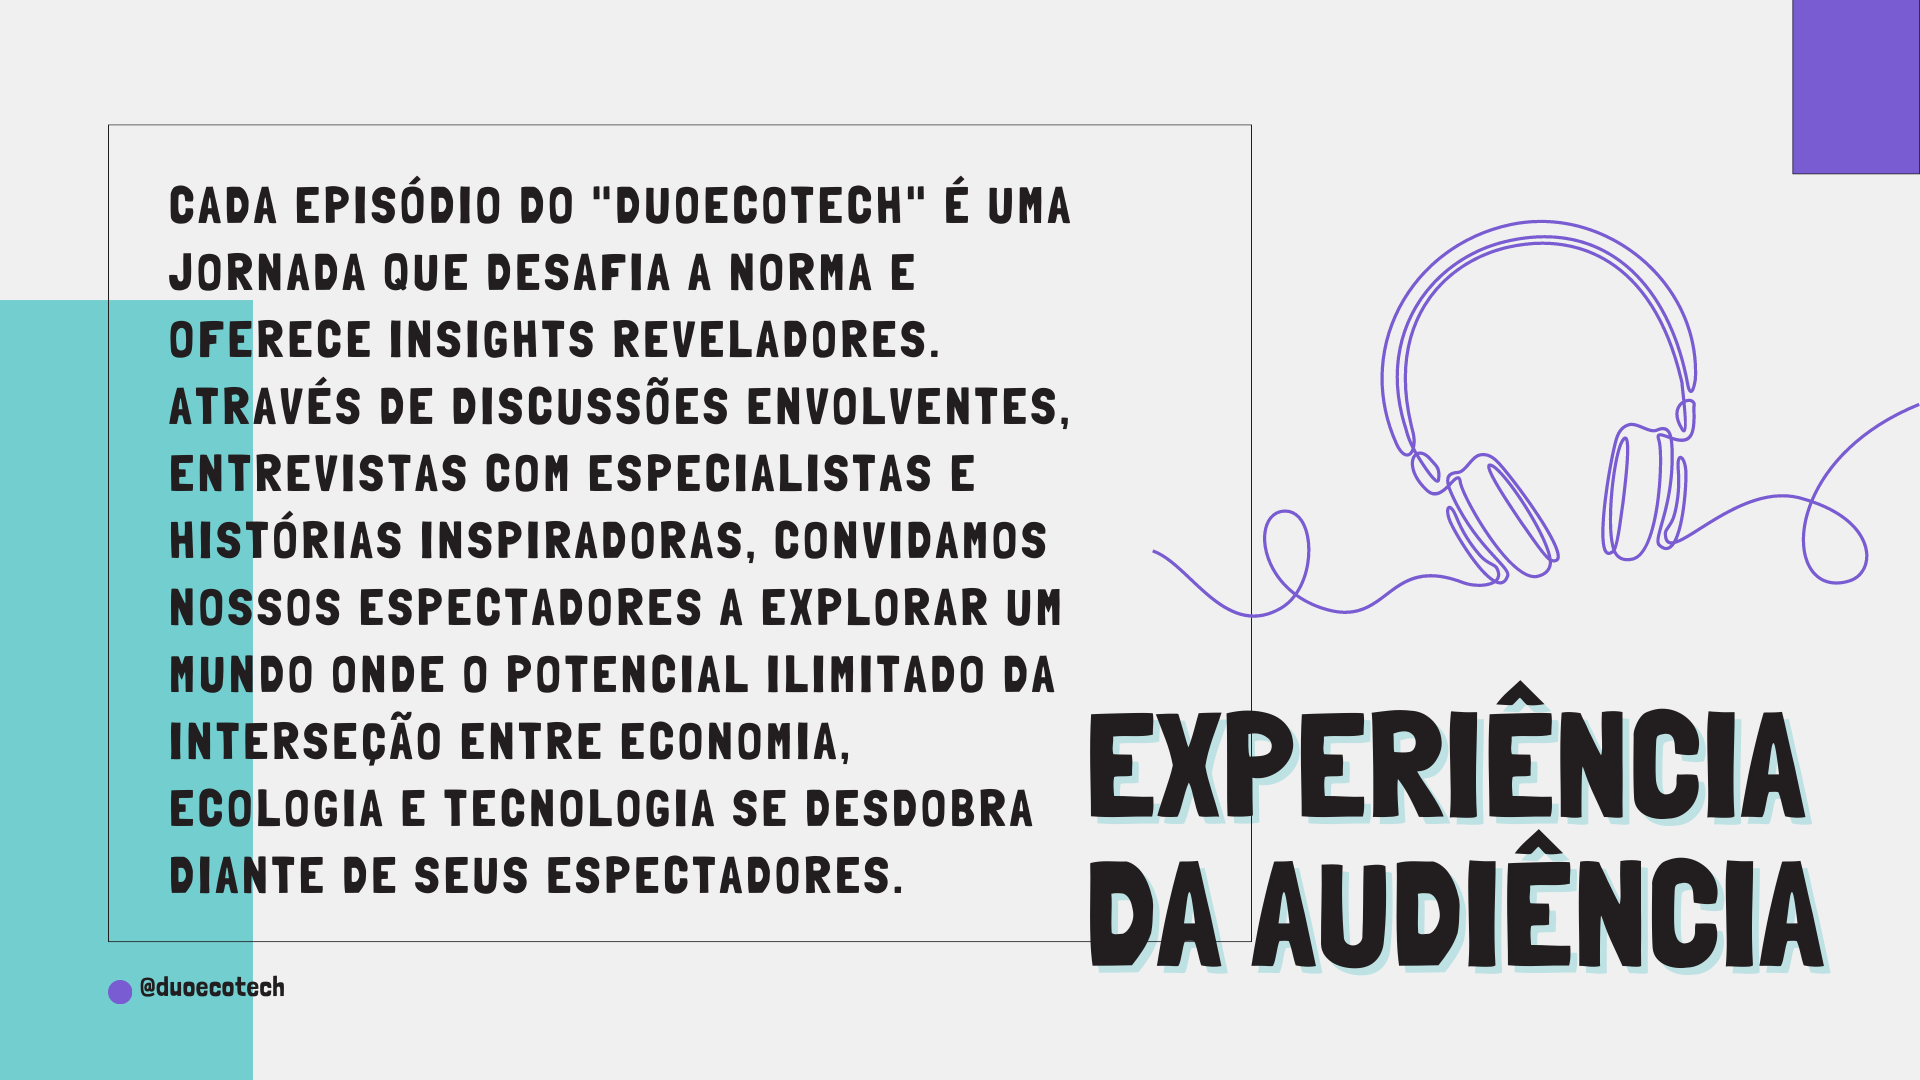 CADA EPISÓDIO DO "DUOECOTECH" É UMA
JORNADA QUE DESAFIA A NORMA E
OFERECE INSIGHTS REVELADORES.
ATRAVÉS DE DISCUSSÕES ENVOLVENTES,
ENTREVISTAS COM ESPECIALISTAS E
HISTÓRIAS INSPIRADORAS, CONVIDAMOS
NOSSOS ESPECTADORES A EXPLORAR UM
MUNDO ONDE O POTENCIAL ILIMITADO DA
INTERSEÇÃO ENTRE ECONOMIA,
ECOLOGIA E TECNOLOGIA SE DESDOBRA
DIANTE DE SEUS ESPECTADORES.
EXPERIÊNCIA
DA AUDIÊNCIA
@duoecotech